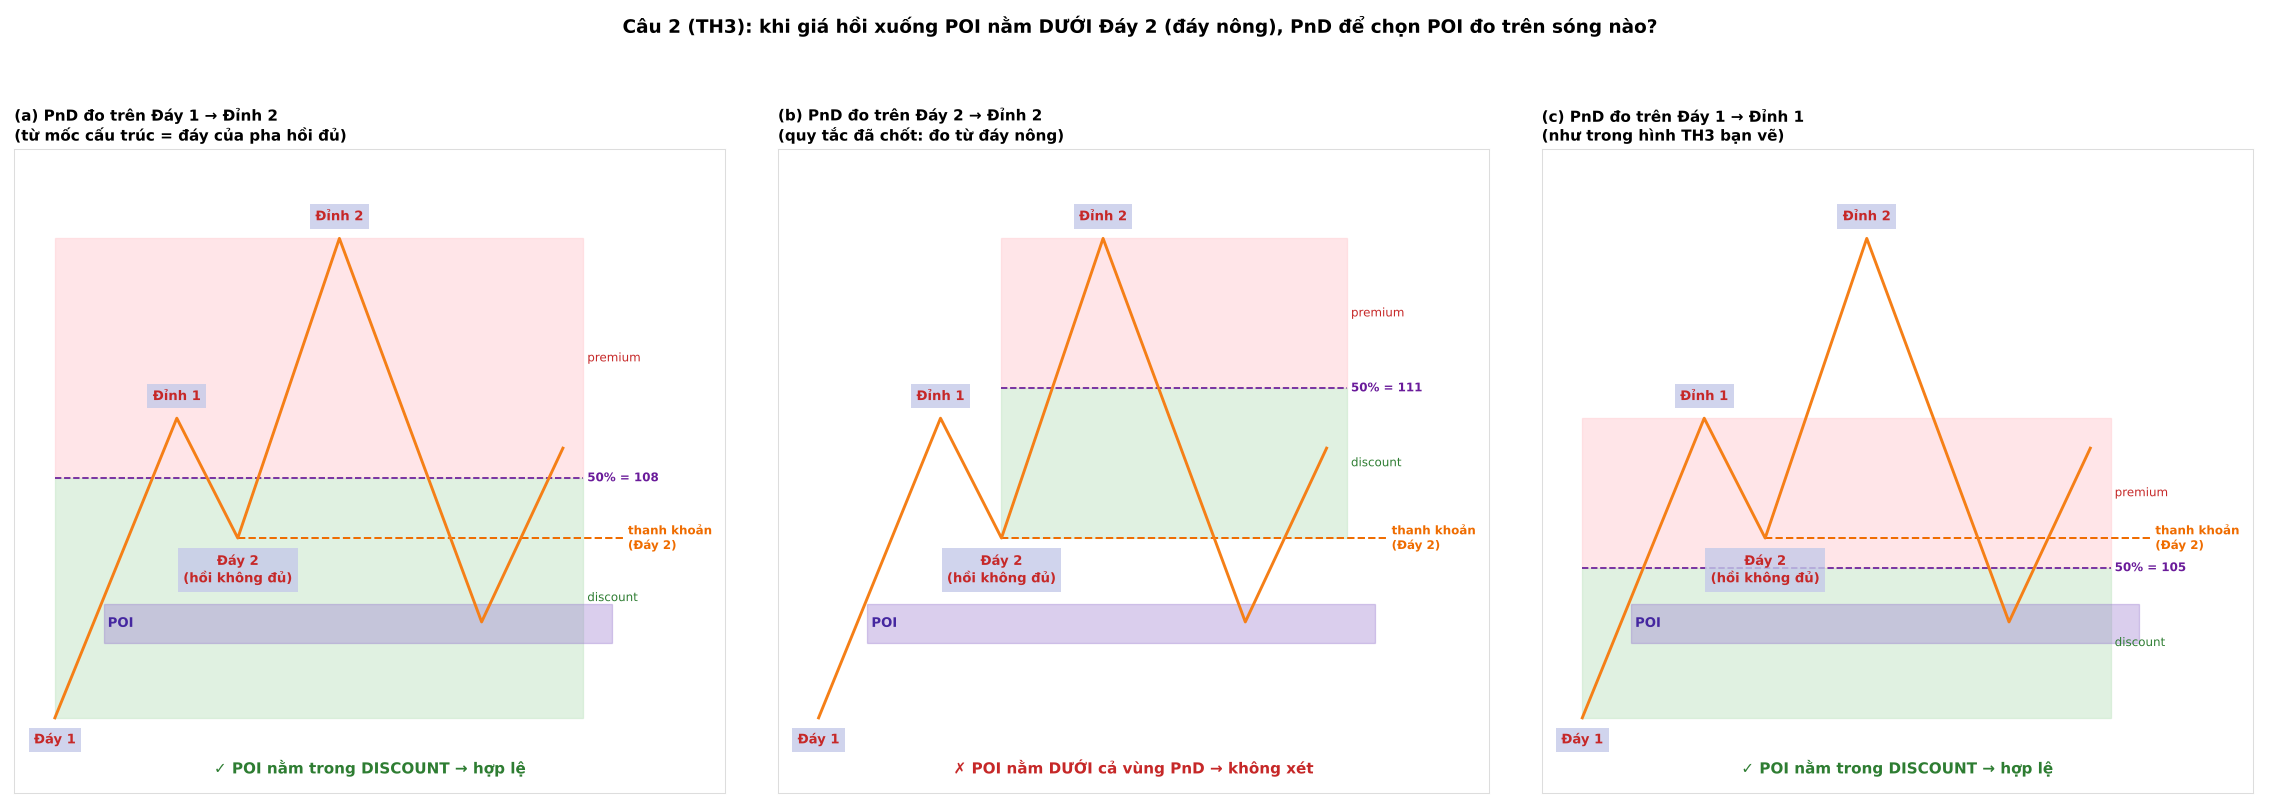 Câu 2 (TH3): khi giá hồi xuống POI nằm DƯỚI Đáy 2 (đáy nông), PnD để chọn POI đo trên sóng nào?
(a) PnD đo trên Đáy 1 → Đỉnh 2
(từ mốc cấu trúc = đáy của pha hồi đủ)
Đỉnh 2
premium
Đỉnh 1
50% = 108
thanh khoản
(Đáy 2)
Đáy 2
(hồi không đủ)
discount
POI
Đáy 1
✓ POI nằm trong DISCOUNT → hợp lệ
(b) PnD đo trên Đáy 2 → Đỉnh 2
(quy tắc đã chốt: đo từ đáy nông)
Đỉnh 2
premium
50% = 111
Đỉnh 1
discount
thanh khoản
(Đáy 2)
Đáy 2
(hồi không đủ)
POI
Đáy 1
✗ POI nằm DƯỚI cả vùng PnD → không xét
(c) PnD đo trên Đáy 1 → Đỉnh 1
(như trong hình TH3 bạn vẽ)
Đỉnh 2
Đỉnh 1
premium
thanh khoản
(Đáy 2)
Đáy 2
(hồi không đủ)
50% = 105
POI
discount
Đáy 1
✓ POI nằm trong DISCOUNT → hợp lệ